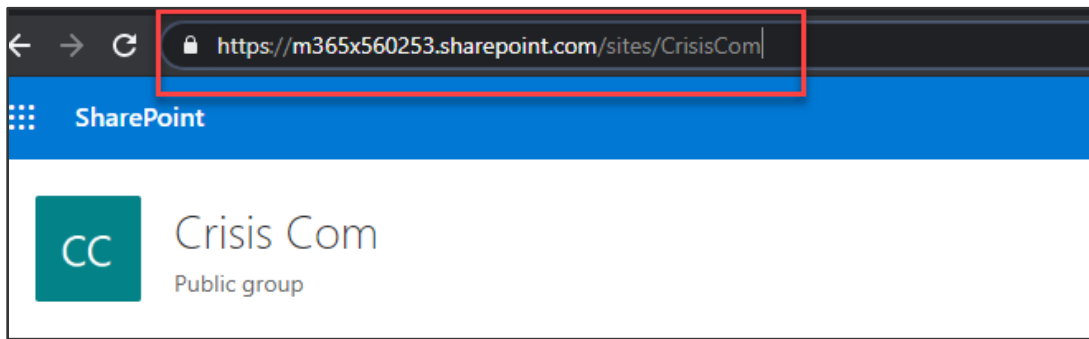 https://m365x560253.sharepoint.com/sites/CrisisCom
SharePoint
CC
Crisis Com
Public group